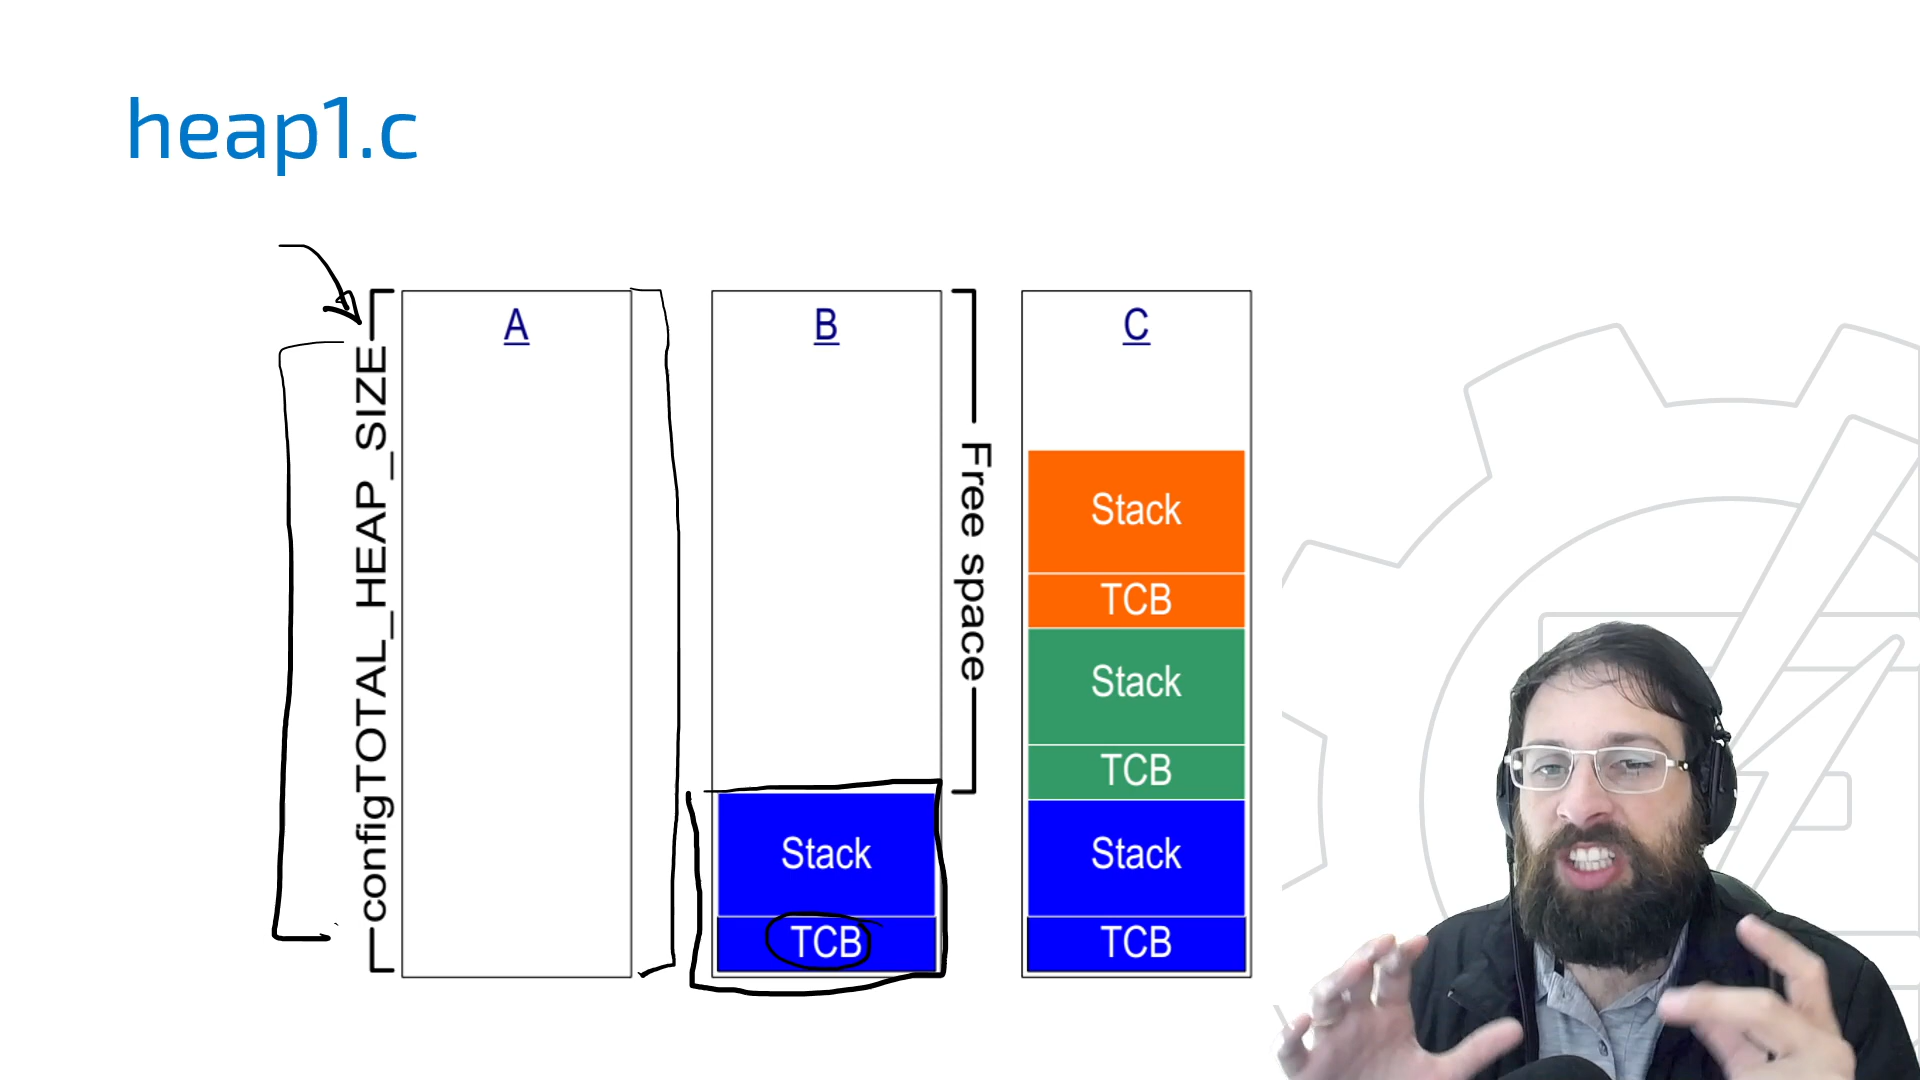 heap1.c
configTOTAL_HEAP_SIZE
A
B
Stack
TCB
Free space
C
Stack
TCB
Stack
TCB
Stack
TCB